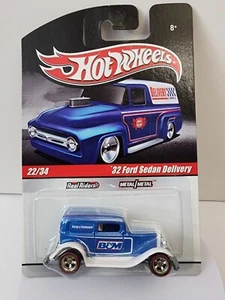 8+
HOT WHEELS
DELIVERY
22/34
'32 Ford Sedan Delivery
Real Riders
METAL/METAL
B&M